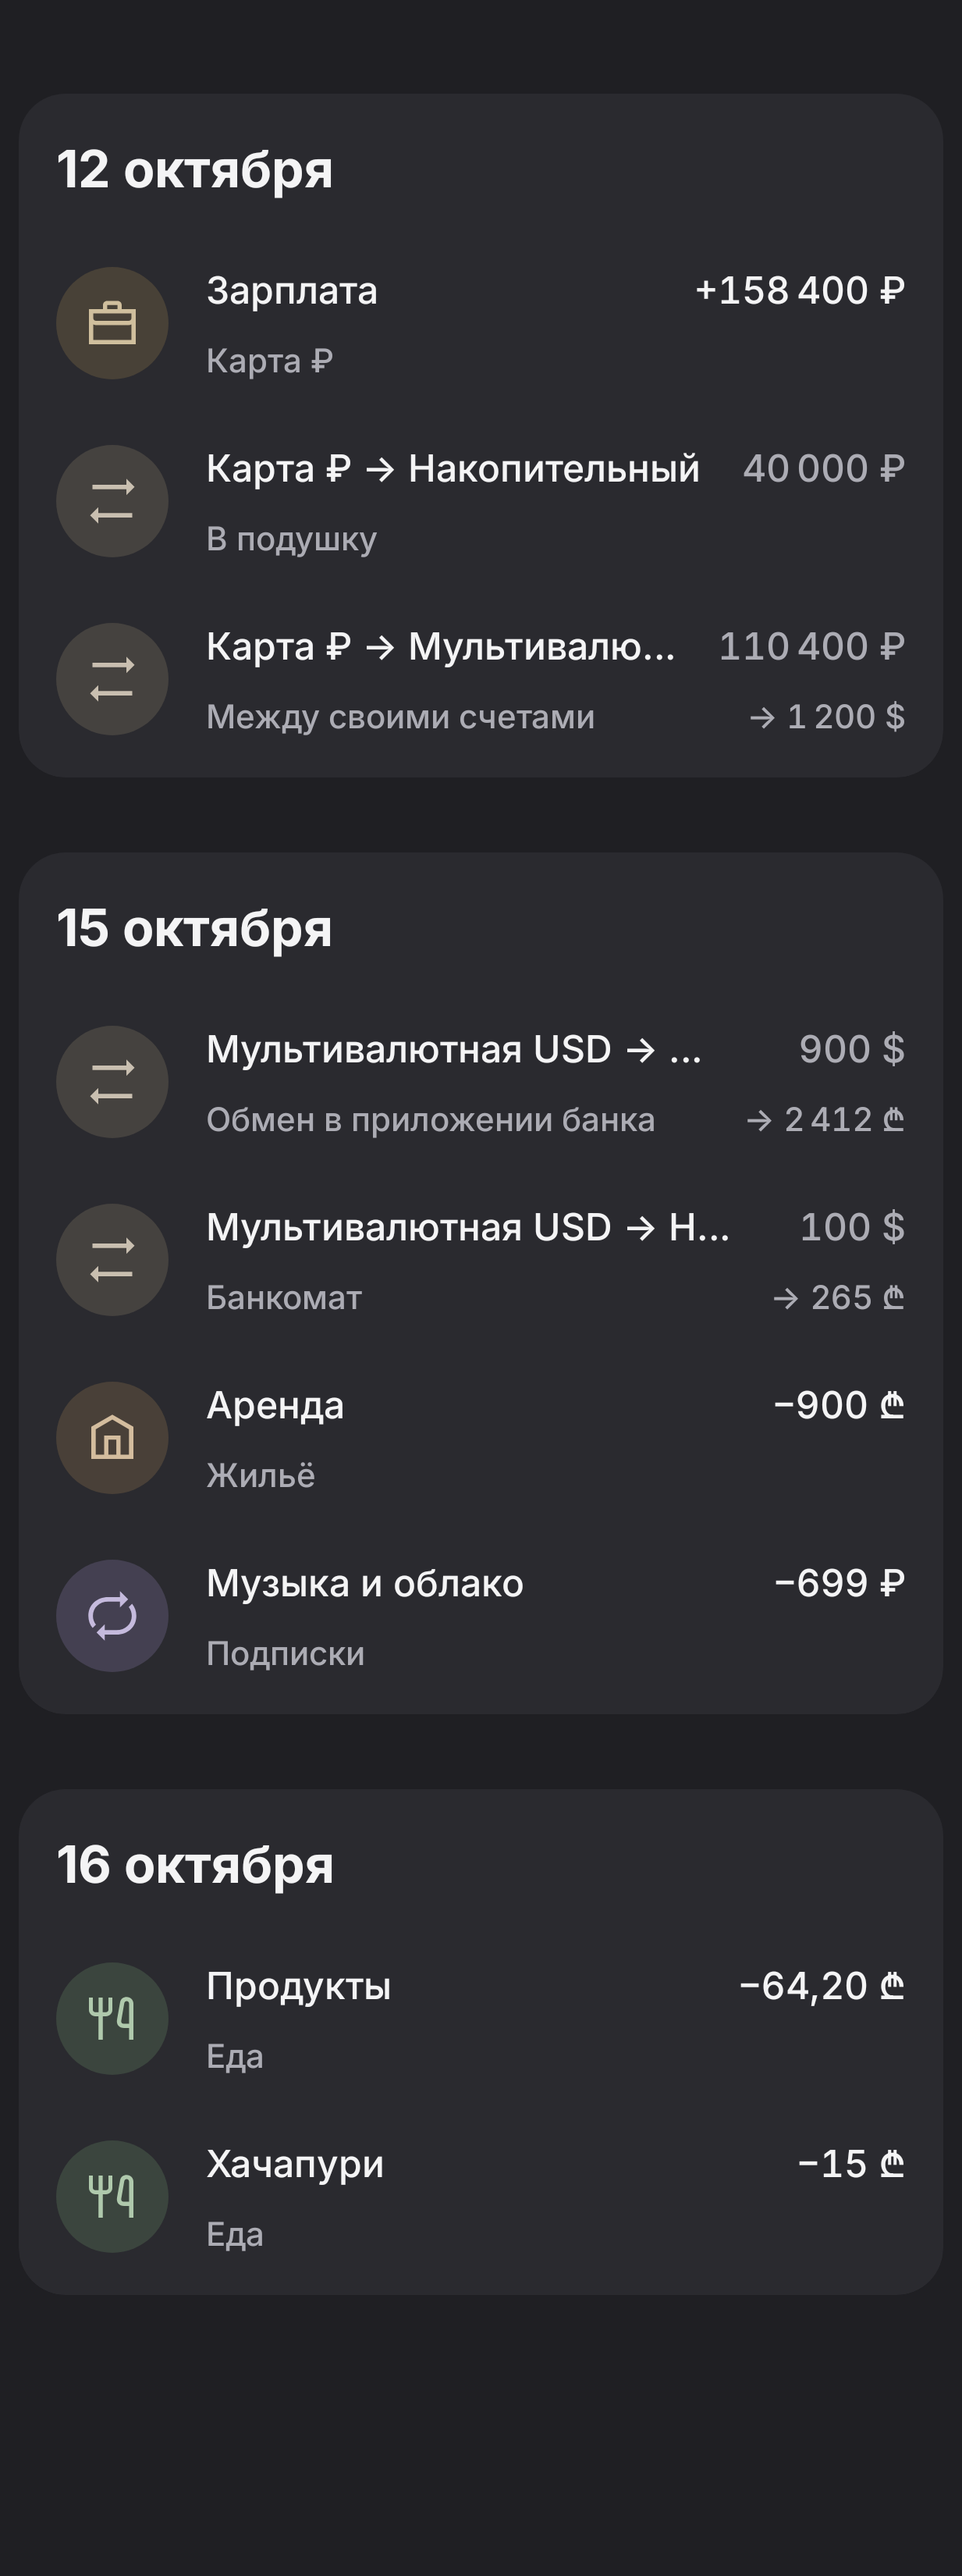 12 октября
Зарплата +158 400 ₽
Карта ₽
Карта ₽ → Накопительный 40 000 ₽
В подушку
Карта ₽ → Мультивалю... 110 400 ₽
Между своими счетами → 1 200 $
15 октября
Мультивалютная USD → ... 900 $
Обмен в приложении банка → 2 412 ₾
Мультивалютная USD → Н... 100 $
Банкомат → 265 ₾
Аренда −900 ₾
Жильё
Музыка и облако −699 ₽
Подписки
16 октября
Продукты −64,20 ₾
Еда
Хачапури −15 ₾
Еда